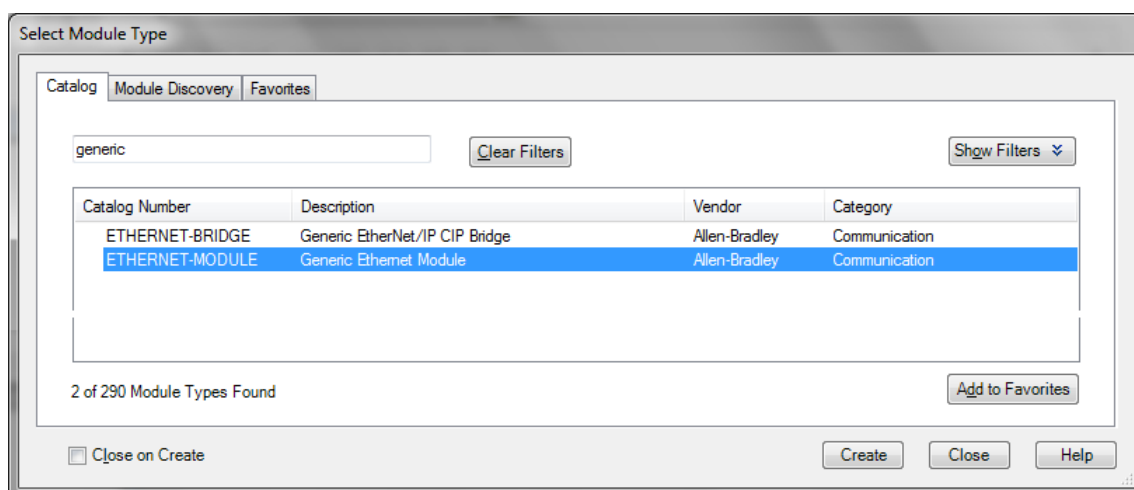 Select Module Type
Catalog Module Discovery Favorites
generic Clear Filters Show Filters
Catalog Number Description Vendor Category
ETHERNET-BRIDGE Generic EtherNet/IP CIP Bridge Allen-Bradley Communication
ETHERNET-MODULE Generic Ethernet Module Allen-Bradley Communication
2 of 290 Module Types Found Add to Favorites
Close on Create Create Close Help